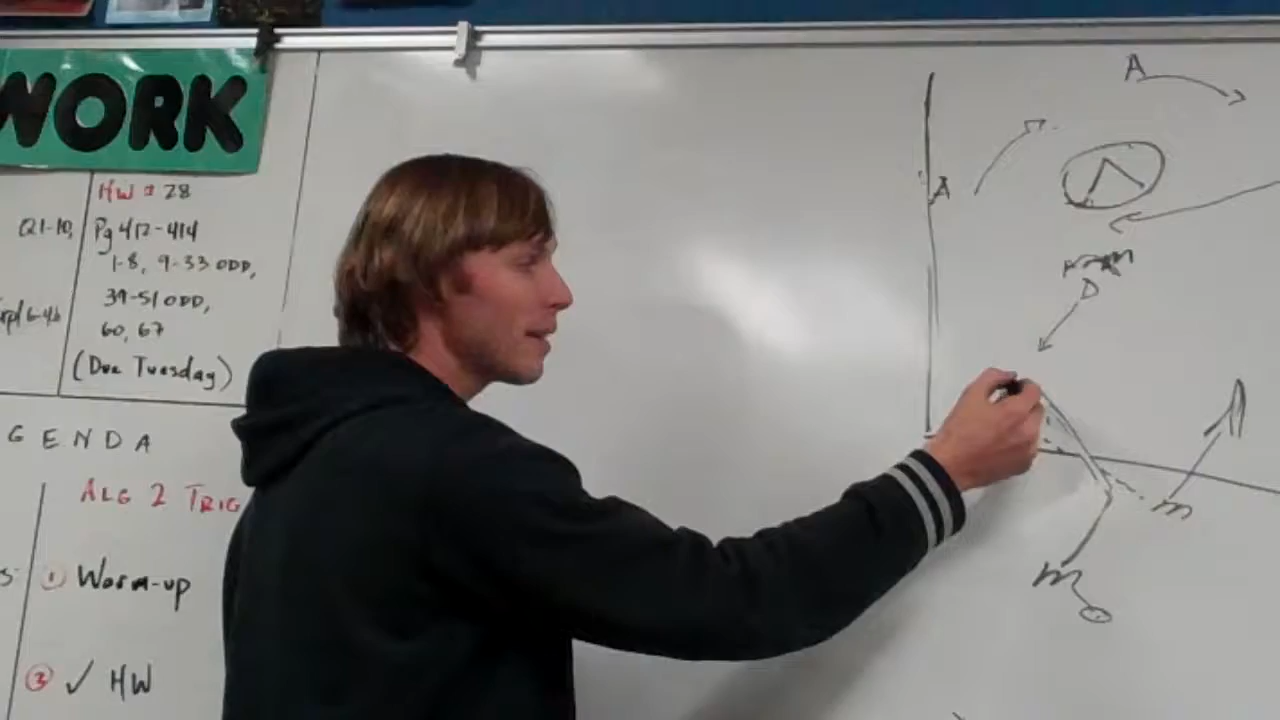 WORK
HW # 28
Q1-10,
Pg 412-414
1-8, 9-33 ODD,
39-51 ODD,
60, 67
(Due Tuesday)
GENDA
ALG 2 TRIG
① Warm-up
③ ✓ HW
A
A
D
m
m